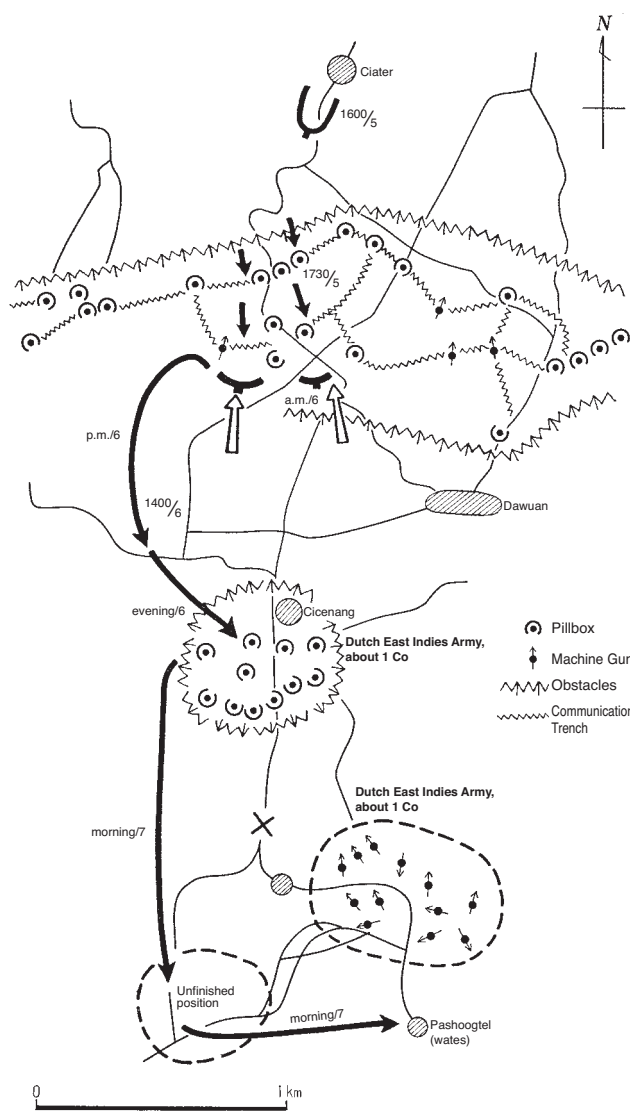 N
Ciater
1600/5
1730/5
a.m./6
p.m./6
1400/6
Dawuan
evening/6
Cicenang
Dutch East Indies Army,
about 1 Co
Pillbox
Machine Gun
Obstacles
Communication
Trench
Dutch East Indies Army,
about 1 Co
morning/7
Unfinished
position
morning/7
Pashoogtel
(wates)
0
1 km